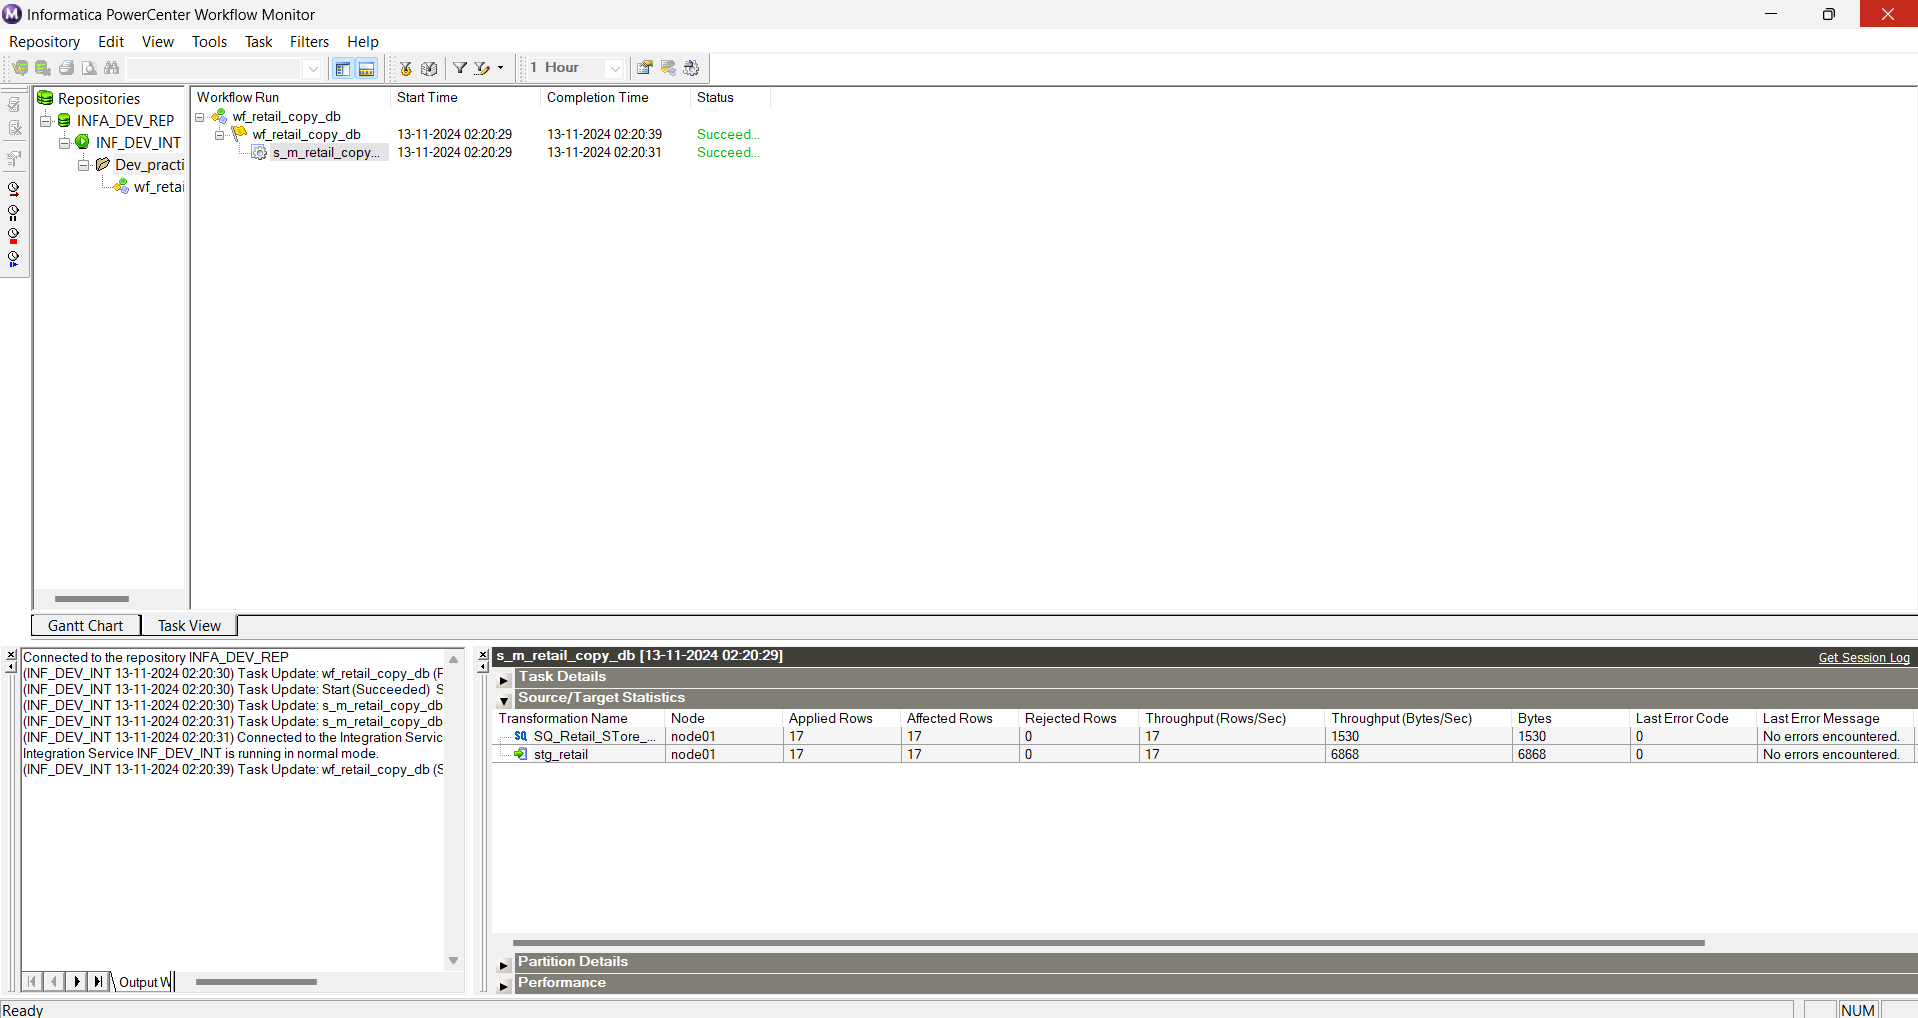 Informatica PowerCenter Workflow Monitor
Repository Edit View Tools Task Filters Help
1 Hour
Repositories
INFA_DEV_REP
INF_DEV_INT
Dev_practi
wf_retai
Workflow Run Start Time Completion Time Status
wf_retail_copy_db
wf_retail_copy_db 13-11-2024 02:20:29 13-11-2024 02:20:39 Succeed...
s_m_retail_copy... 13-11-2024 02:20:29 13-11-2024 02:20:31 Succeed...
Gantt Chart Task View
Connected to the repository INFA_DEV_REP
(INF_DEV_INT 13-11-2024 02:20:30) Task Update: wf_retail_copy_db (F
(INF_DEV_INT 13-11-2024 02:20:30) Task Update: Start (Succeeded) S
(INF_DEV_INT 13-11-2024 02:20:30) Task Update: s_m_retail_copy_db
(INF_DEV_INT 13-11-2024 02:20:31) Task Update: s_m_retail_copy_db
(INF_DEV_INT 13-11-2024 02:20:31) Connected to the Integration Servic
Integration Service INF_DEV_INT is running in normal mode.
(INF_DEV_INT 13-11-2024 02:20:39) Task Update: wf_retail_copy_db (S
Output W
s_m_retail_copy_db [13-11-2024 02:20:29] Get Session Log
Task Details
Source/Target Statistics
Transformation Name Node Applied Rows Affected Rows Rejected Rows Throughput (Rows/Sec) Throughput (Bytes/Sec) Bytes Last Error Code Last Error Message
SQ SQ_Retail_STore_... node01 17 17 0 17 1530 1530 0 No errors encountered.
stg_retail node01 17 17 0 17 6868 6868 0 No errors encountered.
Partition Details
Performance
Ready NUM